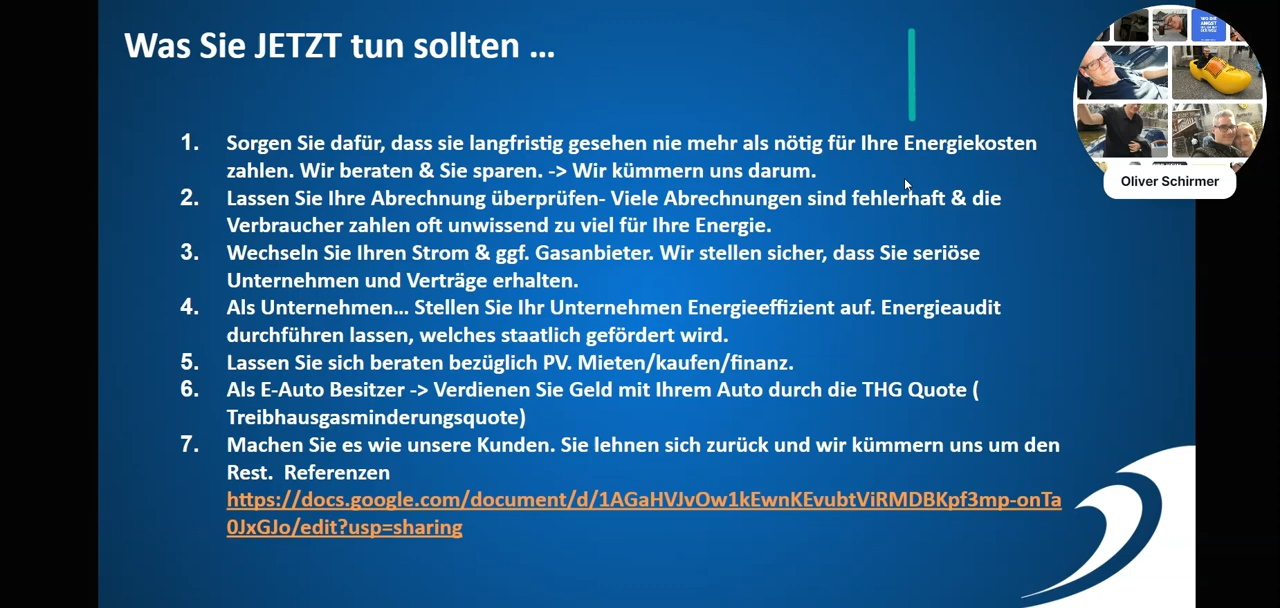 Was Sie JETZT tun sollten ...
Oliver Schirmer
1. Sorgen Sie dafür, dass sie langfristig gesehen nie mehr als nötig für Ihre Energiekosten
zahlen. Wir beraten & Sie sparen. -> Wir kümmern uns darum.
2. Lassen Sie Ihre Abrechnung überprüfen- Viele Abrechnungen sind fehlerhaft & die
Verbraucher zahlen oft unwissend zu viel für Ihre Energie.
3. Wechseln Sie Ihren Strom & ggf. Gasanbieter. Wir stellen sicher, dass Sie seriöse
Unternehmen und Verträge erhalten.
4. Als Unternehmen... Stellen Sie Ihr Unternehmen Energieeffizient auf. Energieaudit
durchführen lassen, welches staatlich gefördert wird.
5. Lassen Sie sich beraten bezüglich PV. Mieten/kaufen/finanz.
6. Als E-Auto Besitzer -> Verdienen Sie Geld mit Ihrem Auto durch die THG Quote (
Treibhausgasminderungsquote)
7. Machen Sie es wie unsere Kunden. Sie lehnen sich zurück und wir kümmern uns um den
Rest. Referenzen
https://docs.google.com/document/d/1AGaHVJvOw1kEwnKEvubtViRMDBKpf3mp-onTa
0JxGJo/edit?usp=sharing